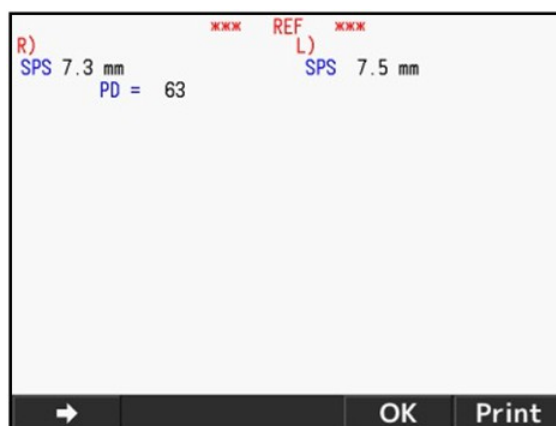 *** REF ***
R) L)
SPS 7.3 mm SPS 7.5 mm
PD = 63
➡ OK Print